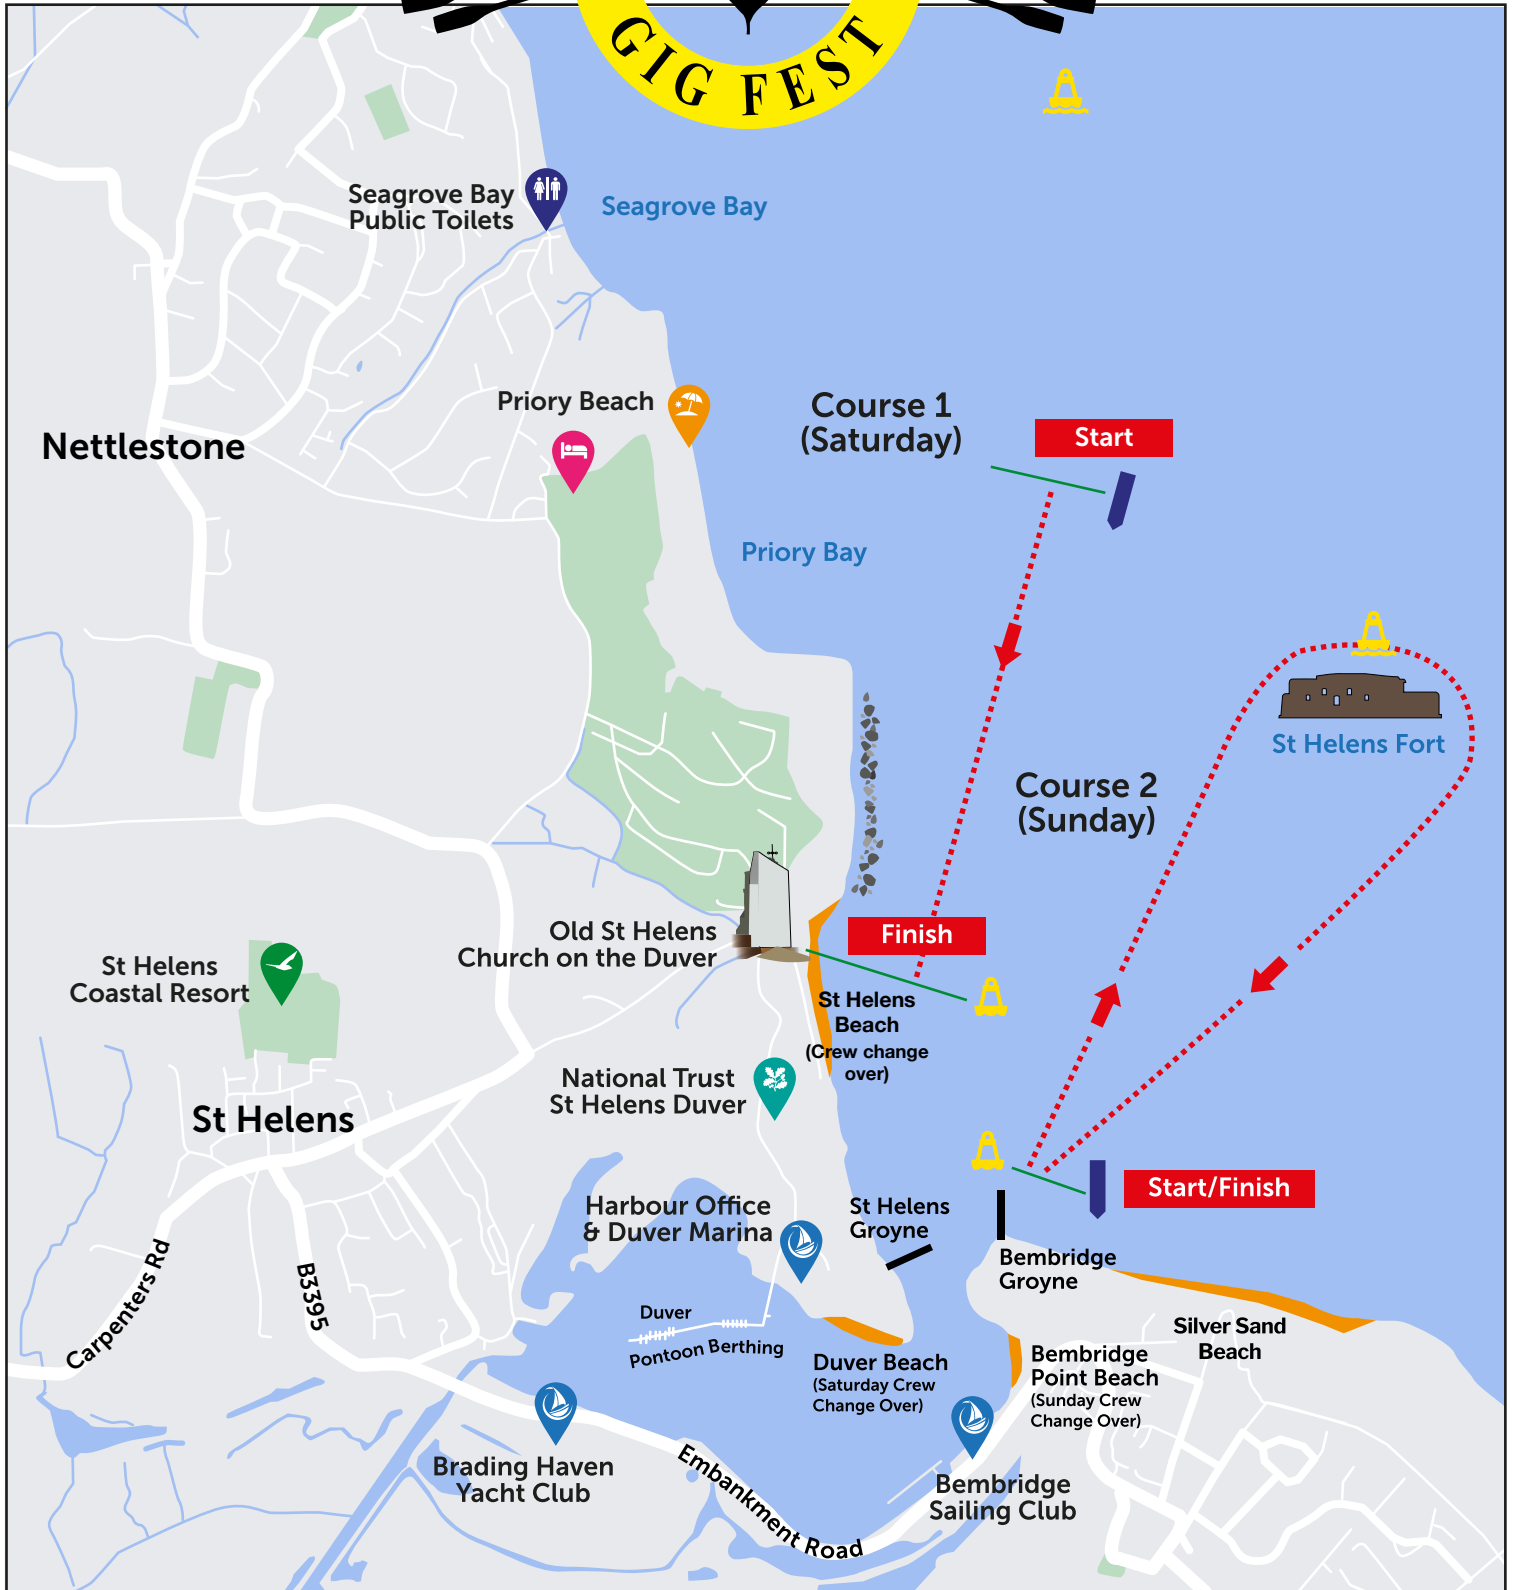 GIG FEST
Seagrove Bay
Public Toilets
Seagrove Bay
Priory Beach
Course 1
(Saturday)
Start
Nettlestone
Priory Bay
St Helens Fort
Course 2
(Sunday)
Old St Helens
Church on the Duver
Finish
St Helens
Coastal Resort
St Helens
Beach
(Crew change
over)
National Trust
St Helens Duver
St Helens
Start/Finish
Harbour Office
& Duver Marina
St Helens
Groyne
Bembridge
Groyne
Carpenters Rd
B3395
Duver
Pontoon Berthing
Silver Sand
Beach
Duver Beach
(Saturday Crew
Change Over)
Bembridge
Point Beach
(Sunday Crew
Change Over)
Brading Haven
Yacht Club
Embankment Road
Bembridge
Sailing Club